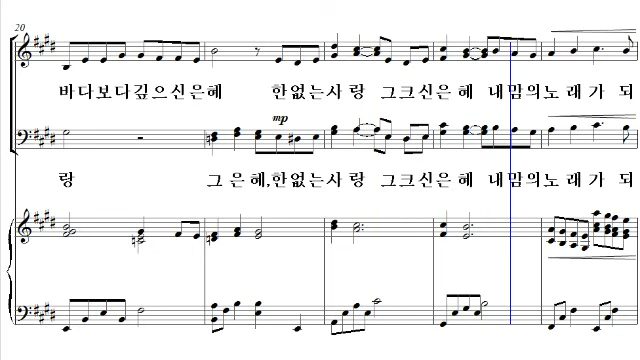 20
바다보다깊으신은혜 한없는사랑 그크신은혜 내맘의노래가 되
mp
랑 그은혜,한없는사랑 그크신은혜 내맘의노래가 되